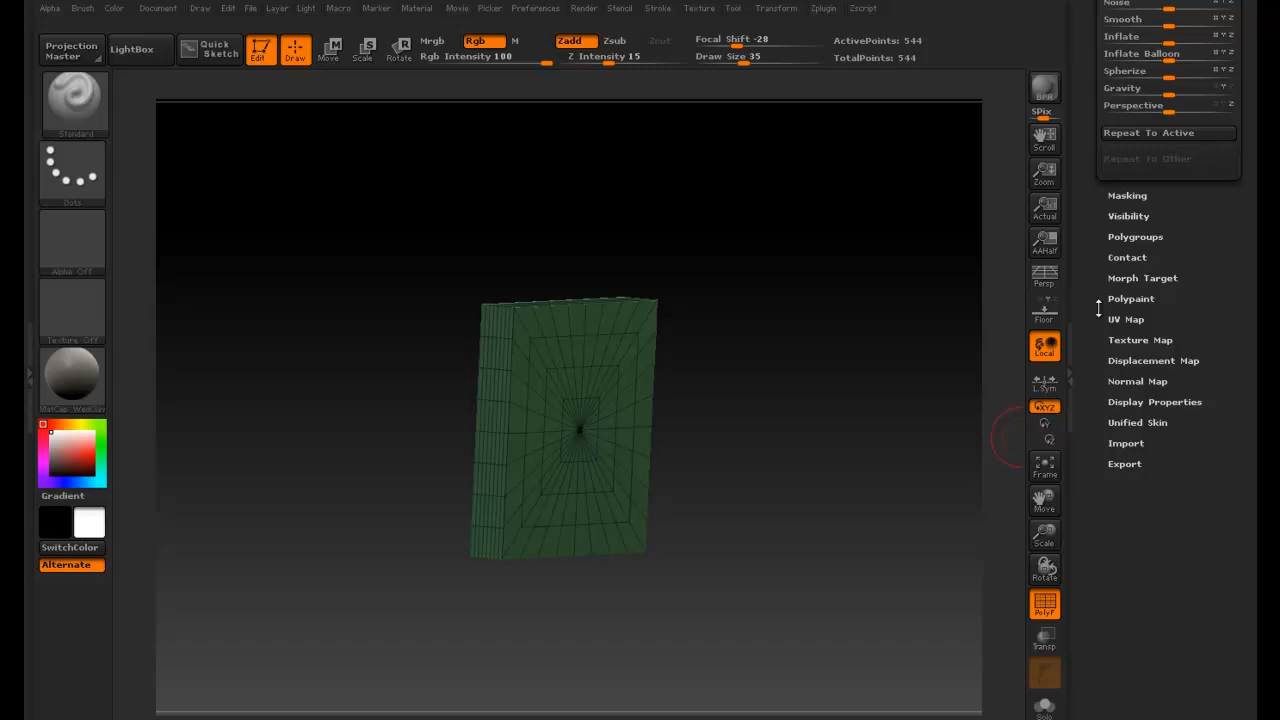 Alpha Brush Color Document Draw Edit File Layer Light Macro Marker Material Movie Picker Preferences Render Stencil Stroke Texture Tool Transform Zplugin Zscript
Projection Master
LightBox
Quick Sketch
Edit
Draw
Move
Scale
Rotate
Mrgb Rgb M
Rgb Intensity 100
Zadd Zsub Zcut
Z Intensity 15
Focal Shift -28
Draw Size 35
ActivePoints: 544
TotalPoints: 544
Standard
Dots
Alpha Off
Texture Off
Gradient
SwitchColor
Alternate
BPR
SPix
Scroll
Zoom
Actual
AAHalf
Persp
Floor
Local
L.Sym
XYZ
Frame
Move
Scale
Rotate
PolyF
Transp
Solo
Noise
Smooth
Inflate
Inflate Balloon
Spherize
Gravity
Perspective
Repeat To Active
Repeat To Other
Masking
Visibility
Polygroups
Contact
Morph Target
Polypaint
UV Map
Texture Map
Displacement Map
Normal Map
Display Properties
Unified Skin
Import
Export